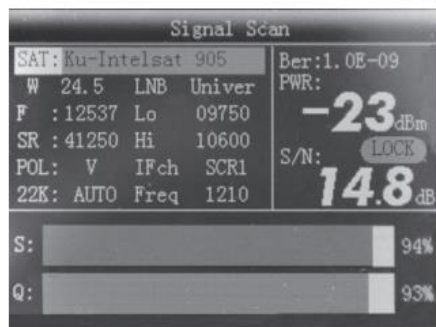 Signal Scan
SAT: Ku-Intelsat 905
W 24.5 LNB Univer
F :12537 Lo 09750
SR :41250 Hi 10600
POL: V IFch SCR1
22K: AUTO Freq 1210
Ber:1.0E-09
PWR:
-23dBm
S/N: LOCK
14.8dB
S: 94%
Q: 93%